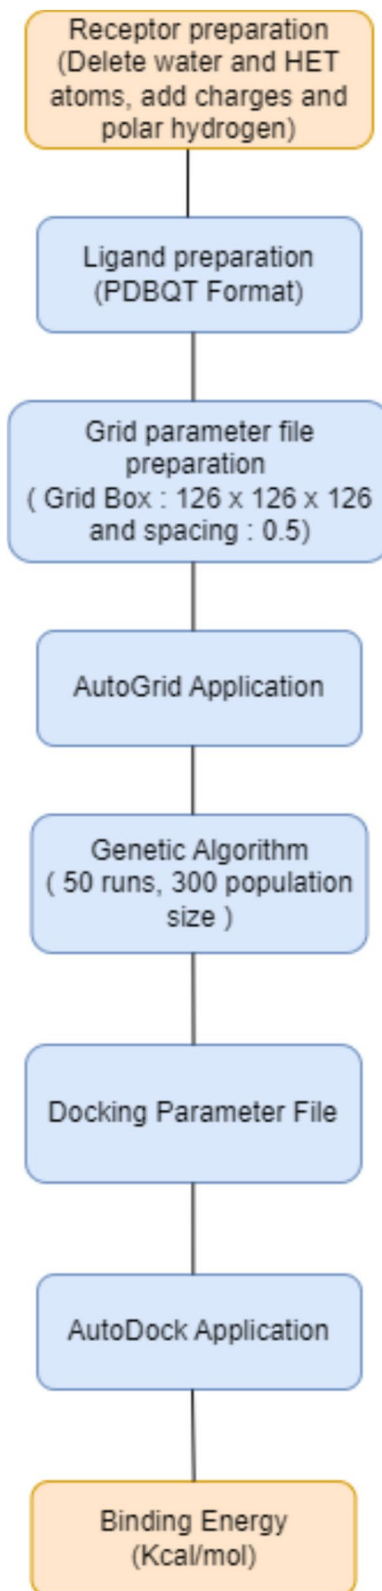 Receptor preparation
(Delete water and HET
atoms, add charges and
polar hydrogen)
Ligand preparation
(PDBQT Format)
Grid parameter file
preparation
( Grid Box : 126 x 126 x 126
and spacing : 0.5)
AutoGrid Application
Genetic Algorithm
( 50 runs, 300 population
size )
Docking Parameter File
AutoDock Application
Binding Energy
(Kcal/mol)